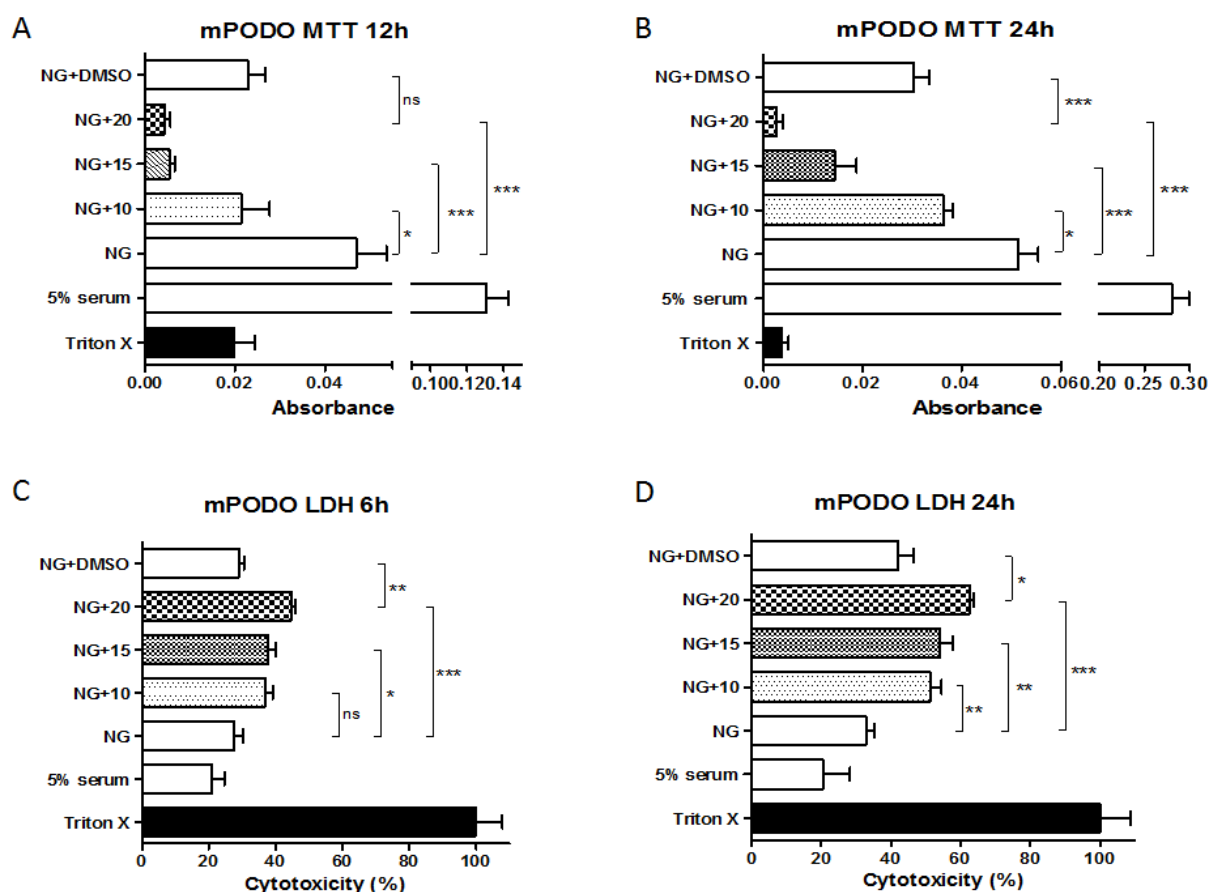 A
mPODO MTT 12h
NG+DMSO
NG+20
NG+15
NG+10
NG
5% serum
Triton X
ns
***
***
*
0.00 0.02 0.04 0.100 0.120 0.14
Absorbance
B
mPODO MTT 24h
NG+DMSO
NG+20
NG+15
NG+10
NG
5% serum
Triton X
***
***
***
*
0.00 0.02 0.04 0.06 0.20 0.25 0.30
Absorbance
C
mPODO LDH 6h
NG+DMSO
NG+20
NG+15
NG+10
NG
5% serum
Triton X
**
***
*
ns
0 20 40 60 80 100
Cytotoxicity (%)
D
mPODO LDH 24h
NG+DMSO
NG+20
NG+15
NG+10
NG
5% serum
Triton X
*
***
**
**
0 20 40 60 80 100
Cytotoxicity (%)